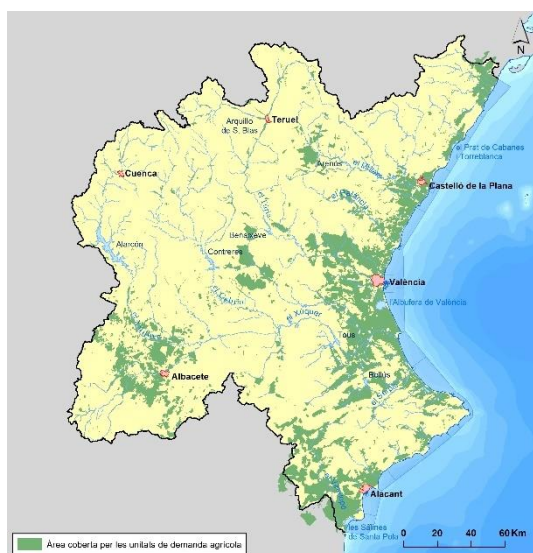 N
Teruel
Arquillo
de S. Blas
el Prat de Cabanes
i Torreblanca
Arenós
Cuenca
Castelló de la Plana
Alarcón
Benaixeve
Contreras
València
l'Albufera de València
el Xúquer
Tous
Albacete
Bellús
Alacant
les Salines
de Santa Pola
0 20 40 60 Km
Àrea coberta per les unitats de demanda agrícola